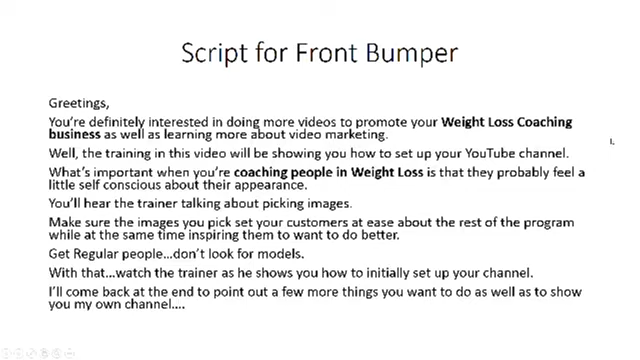 Script for Front Bumper
Greetings,
You're definitely interested in doing more videos to promote your Weight Loss Coaching
business as well as learning more about video marketing.
Well, the training in this video will be showing you how to set up your YouTube channel.
What's important when you're coaching people in Weight Loss is that they probably feel a
little self conscious about their appearance.
You'll hear the trainer talking about picking images.
Make sure the images you pick set your customers at ease about the rest of the program
while at the same time inspiring them to want to do better.
Get Regular people...don't look for models.
With that...watch the trainer as he shows you how to initially set up your channel.
I'll come back at the end to point out a few more things you want to do as well as to show
you my own channel....